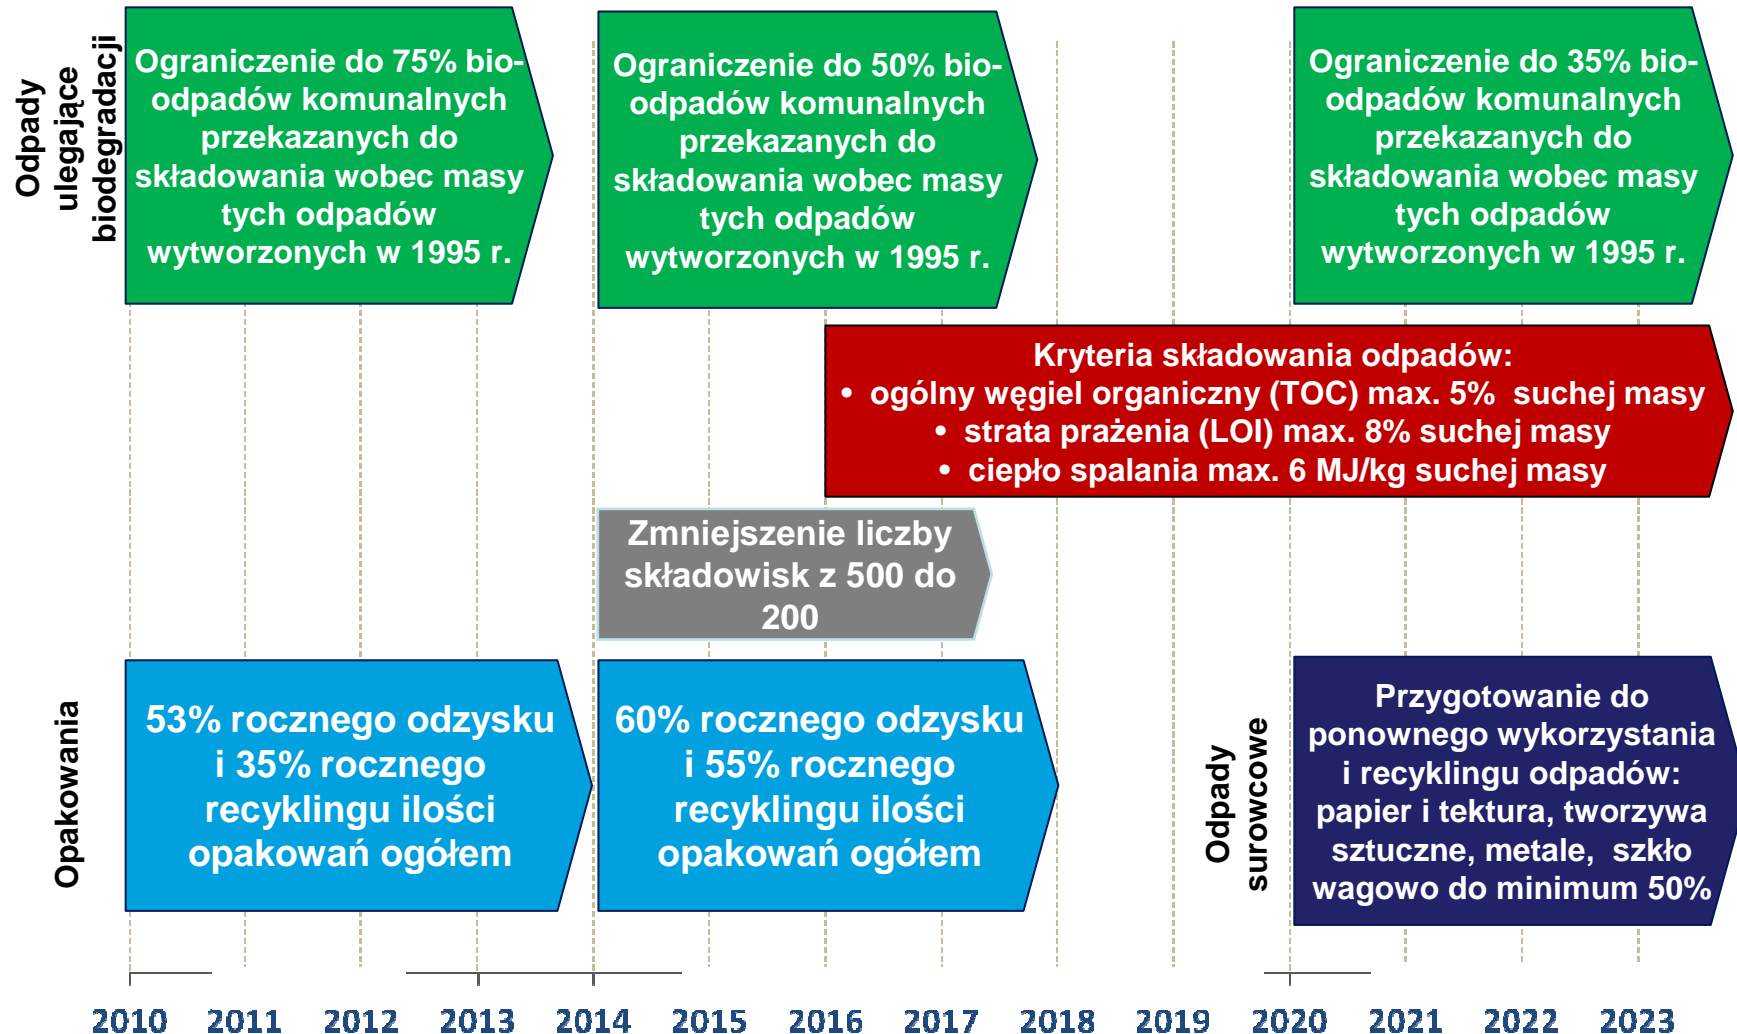 Odpady
ulegające
biodegradacji
Ograniczenie do 75% bio-
odpadów komunalnych
przekazanych do
składowania wobec masy
tych odpadów
wytworzonych w 1995 r.
Ograniczenie do 50% bio-
odpadów komunalnych
przekazanych do
składowania wobec masy
tych odpadów
wytworzonych w 1995 r.
Ograniczenie do 35% bio-
odpadów komunalnych
przekazanych do
składowania wobec masy
tych odpadów
wytworzonych w 1995 r.
Kryteria składowania odpadów:
• ogólny węgiel organiczny (TOC) max. 5% suchej masy
• strata prażenia (LOI) max. 8% suchej masy
• ciepło spalania max. 6 MJ/kg suchej masy
Zmniejszenie liczby
składowisk z 500 do
200
Opakowania
53% rocznego odzysku
i 35% rocznego
recyklingu ilości
opakowań ogółem
60% rocznego odzysku
i 55% rocznego
recyklingu ilości
opakowań ogółem
Odpady
surowcowe
Przygotowanie do
ponownego wykorzystania
i recyklingu odpadów:
papier i tektura, tworzywa
sztuczne, metale, szkło
wagowo do minimum 50%
2010 2011 2012 2013 2014 2015 2016 2017 2018 2019 2020 2021 2022 2023